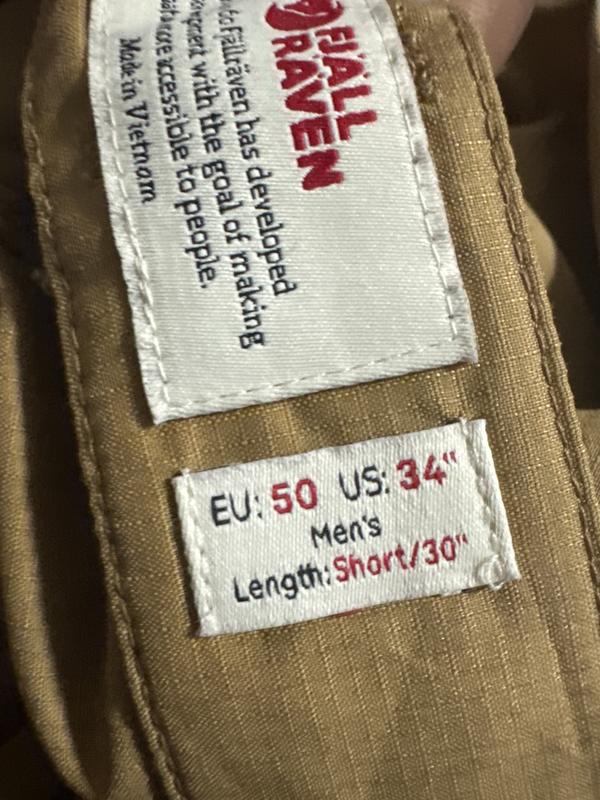 FJÄLL
RÄVEN
fjällräven has developed
with the goal of making
accessible to people.
Made in Vietnam
EU: 50 US: 34"
Men's
Length: Short/30"